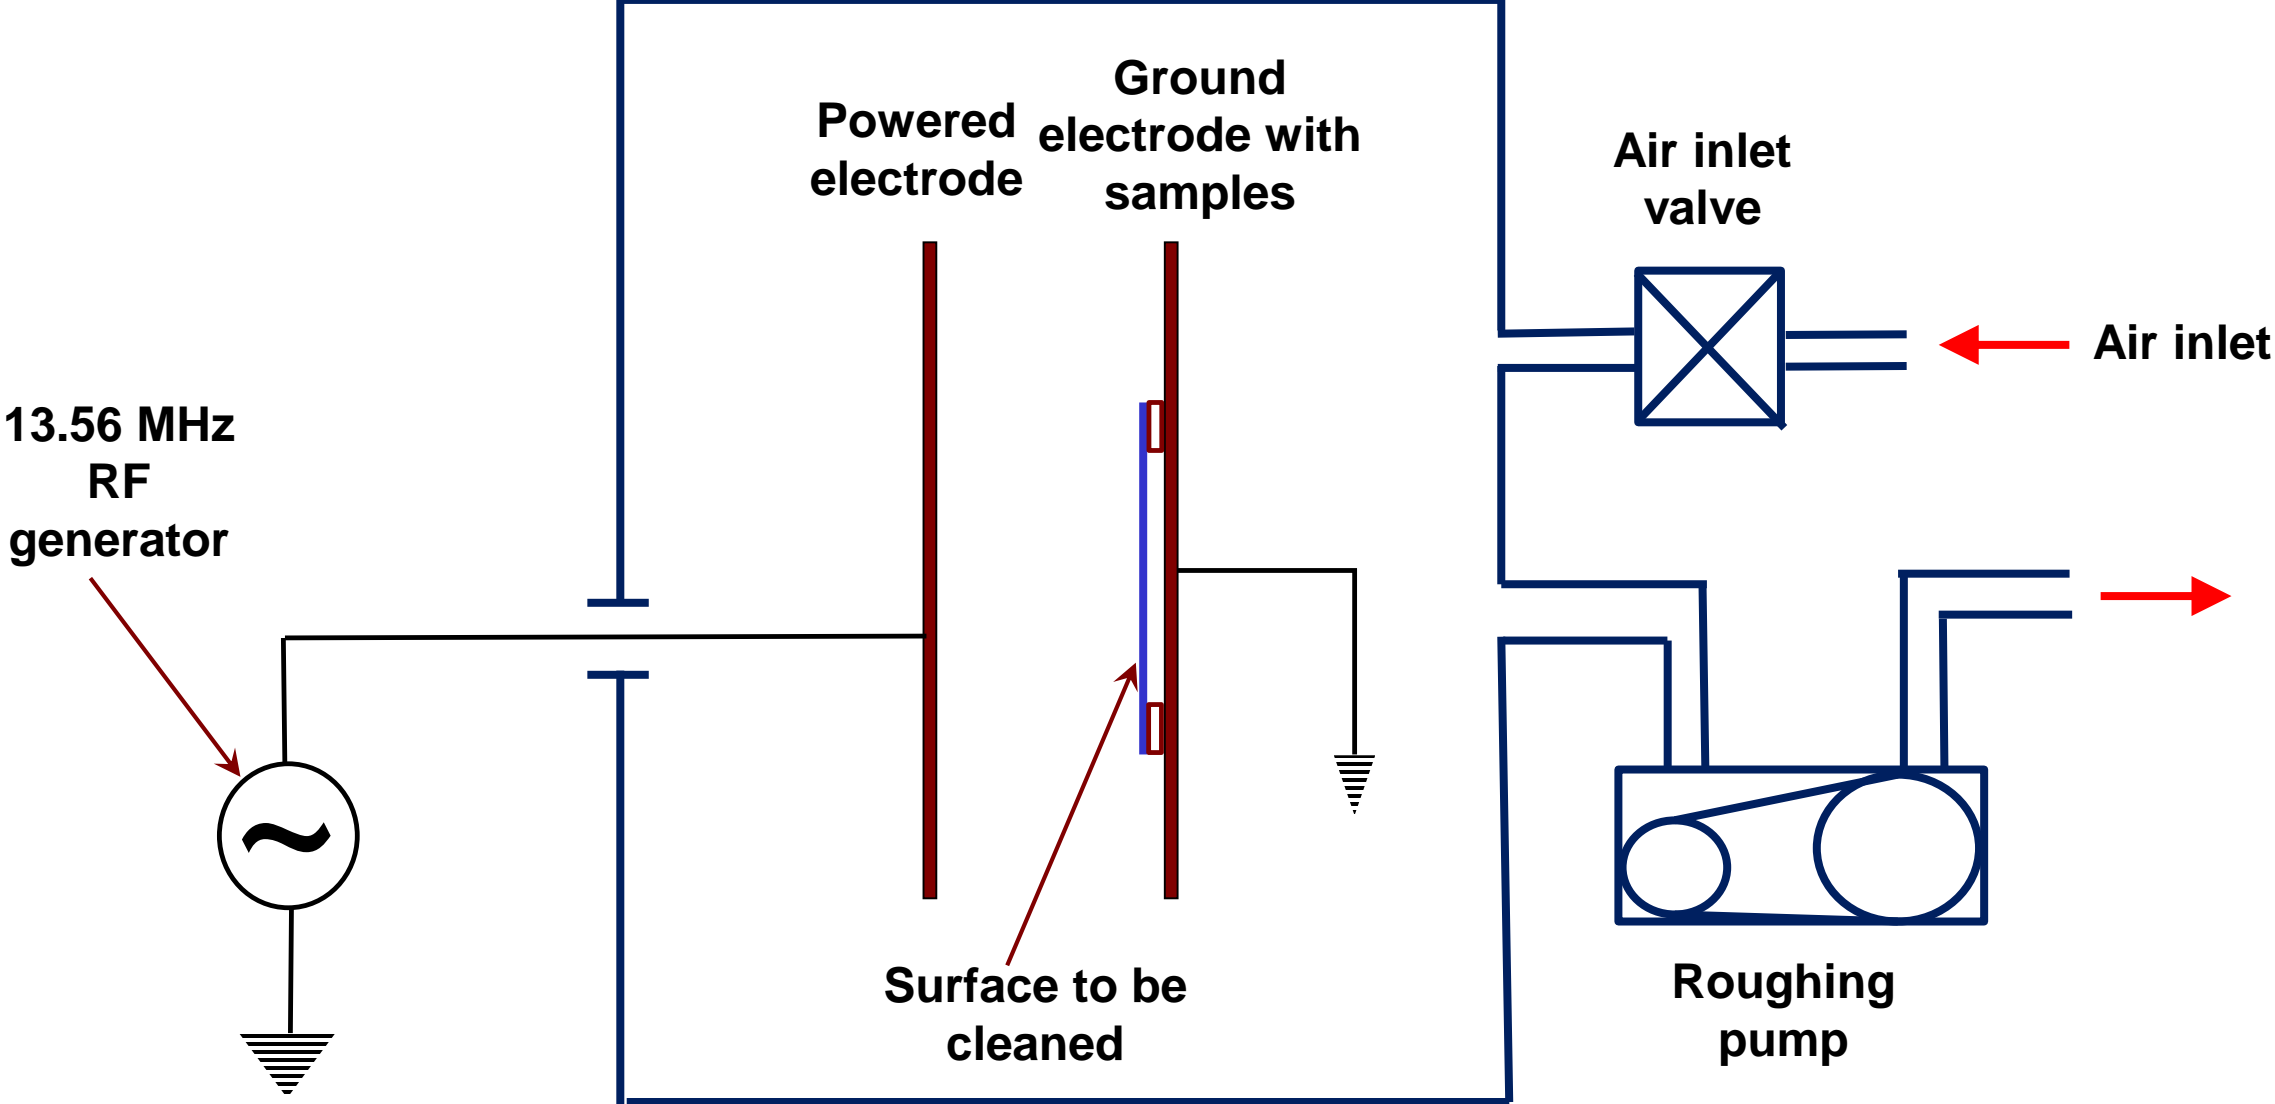 Powered
electrode
Ground
electrode with
samples
Air inlet
valve
Air inlet
13.56 MHz
RF
generator
~
Surface to be
cleaned
Roughing
pump